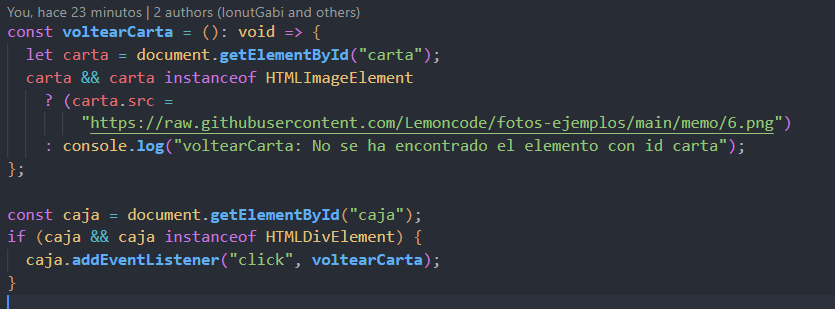 You, hace 23 minutos | 2 authors (IonutGabi and others)
const voltearCarta = (): void => {
  let carta = document.getElementById("carta");
  carta && carta instanceof HTMLImageElement
    ? (carta.src =
        "https://raw.githubusercontent.com/Lemoncode/fotos-ejemplos/main/memo/6.png")
    : console.log("voltearCarta: No se ha encontrado el elemento con id carta");
};

const caja = document.getElementById("caja");
if (caja && caja instanceof HTMLDivElement) {
  caja.addEventListener("click", voltearCarta);
}